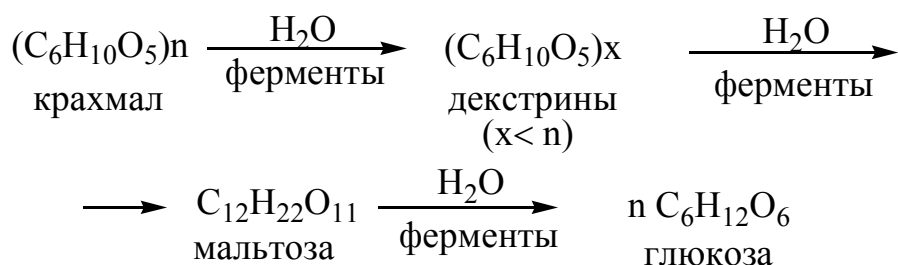 H₂O H₂O
(C₆H₁₀O₅)n (C₆H₁₀O₅)x
ферменты ферменты
крахмал декстрины
(x< n)
H₂O
C₁₂H₂₂O₁₁ n C₆H₁₂O₆
мальтоза ферменты глюкоза